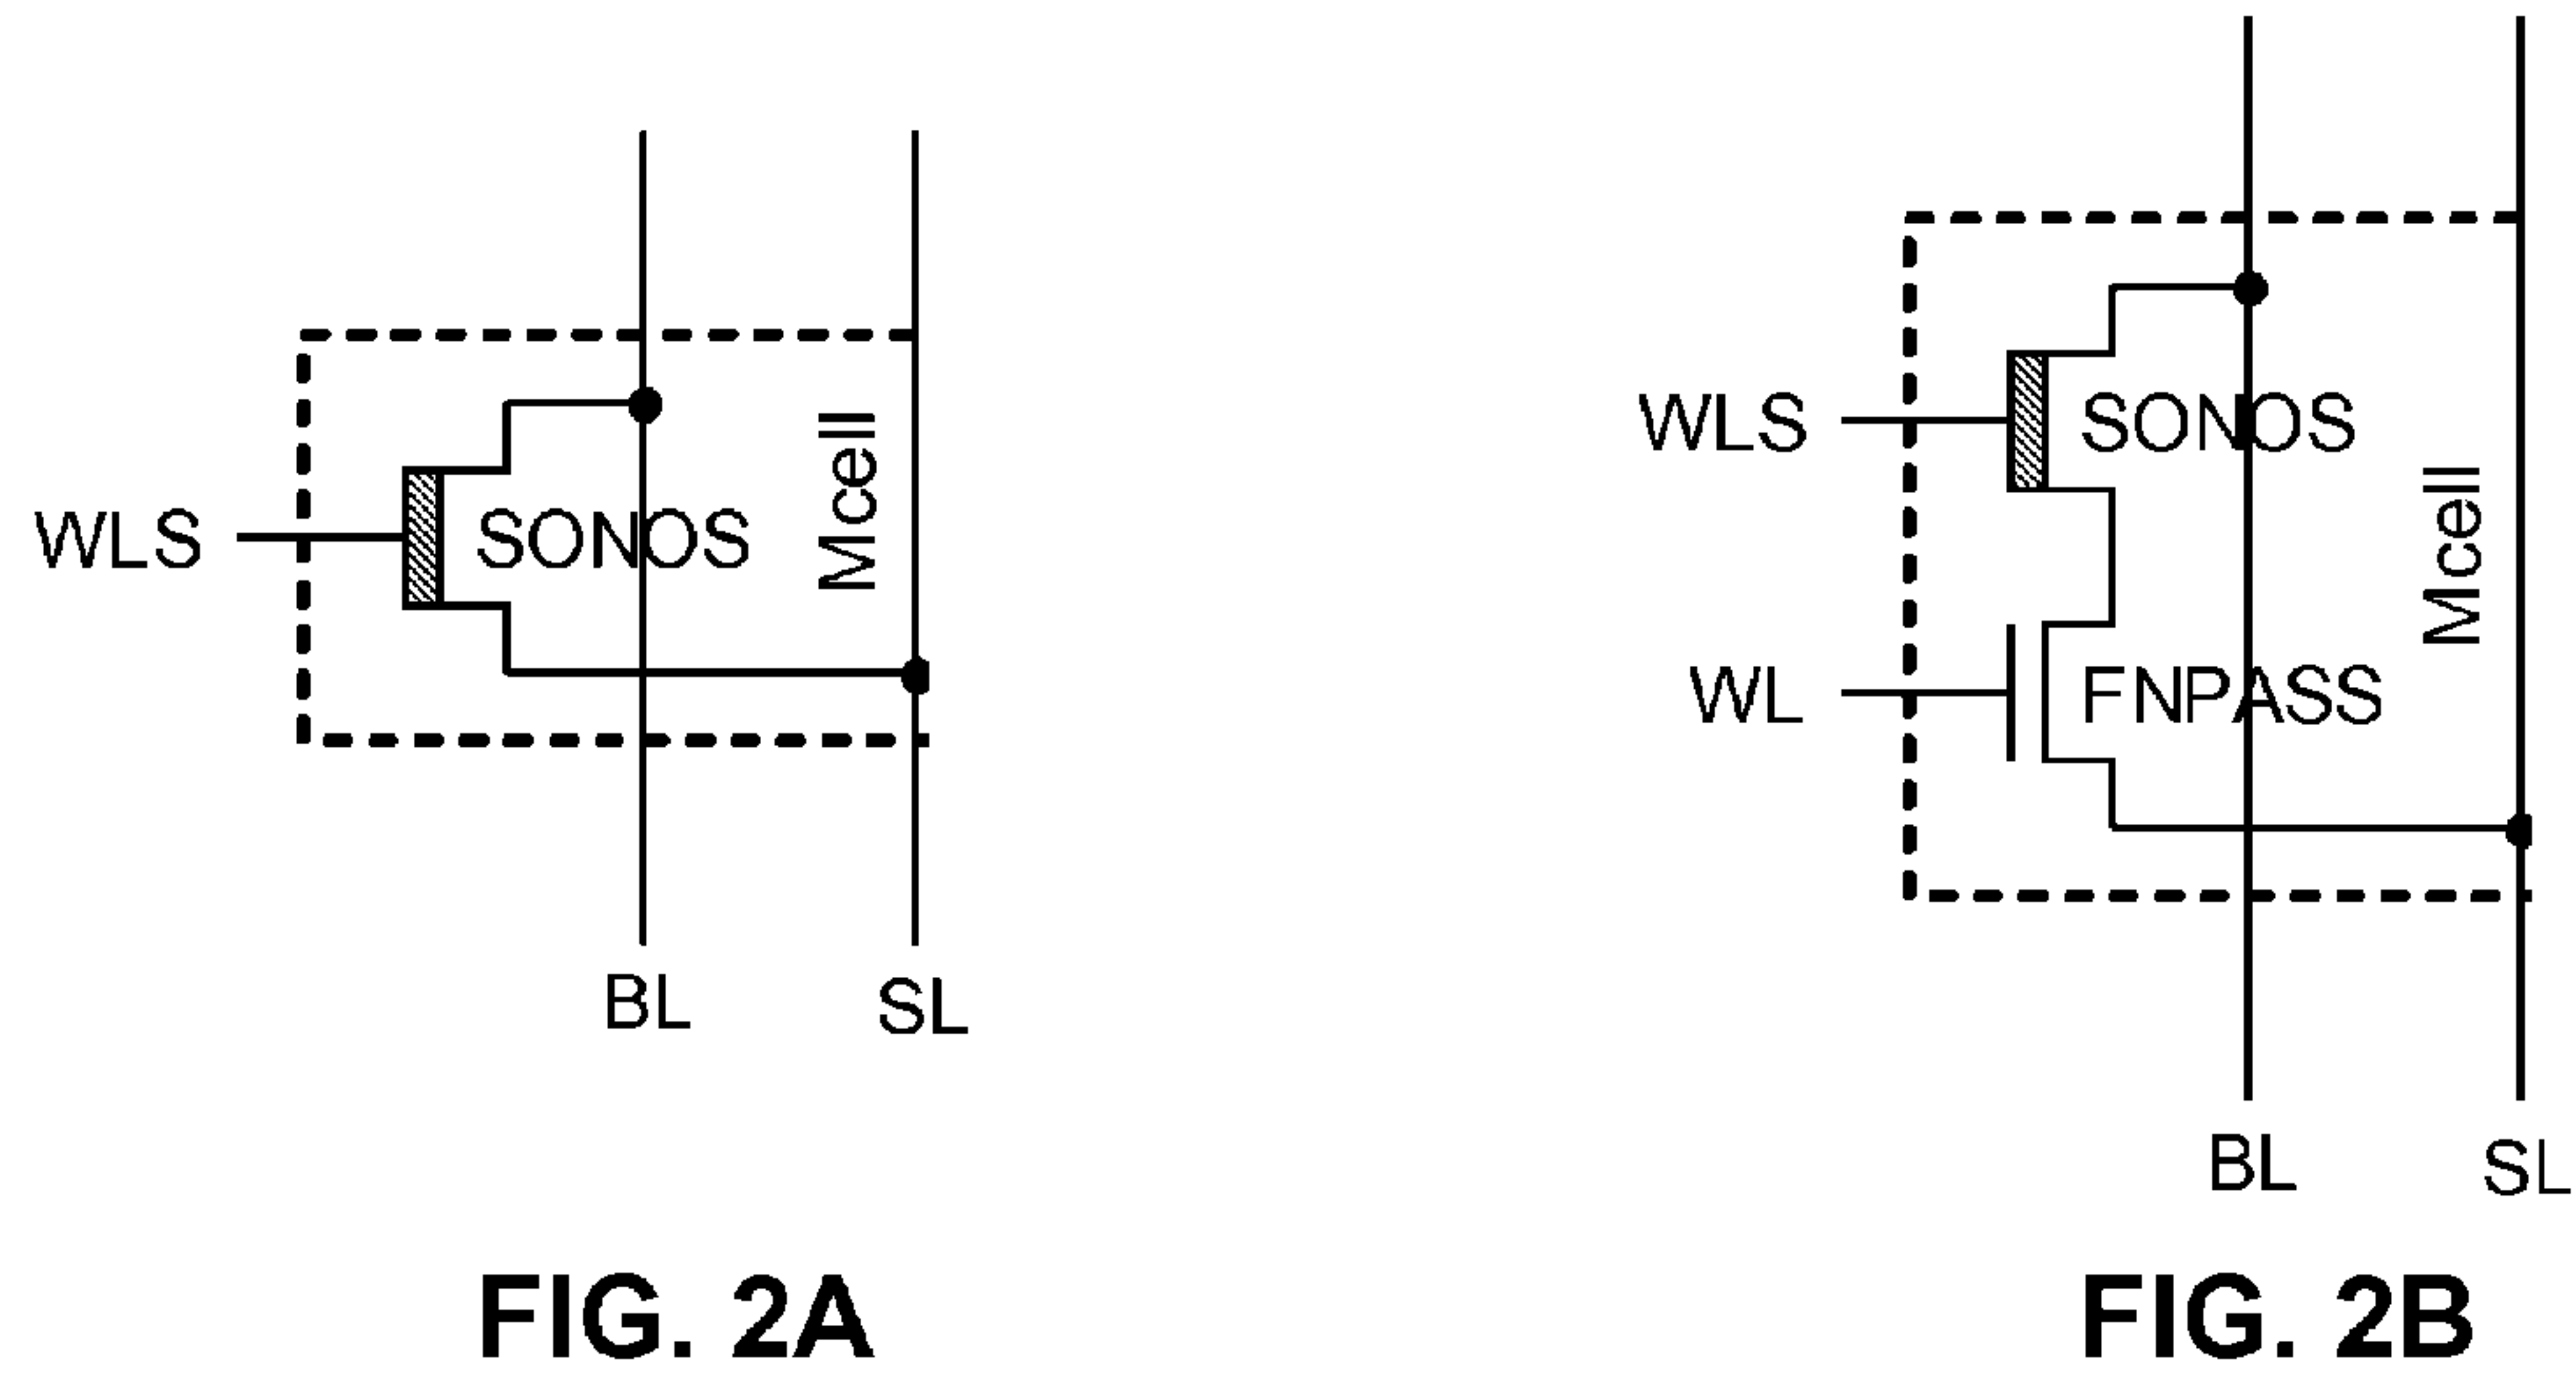 WLS
SONOS
Mcell
BL
SL
FIG. 2A
WLS
SONOS
WL
FNPASS
Mcell
BL
SL
FIG. 2B